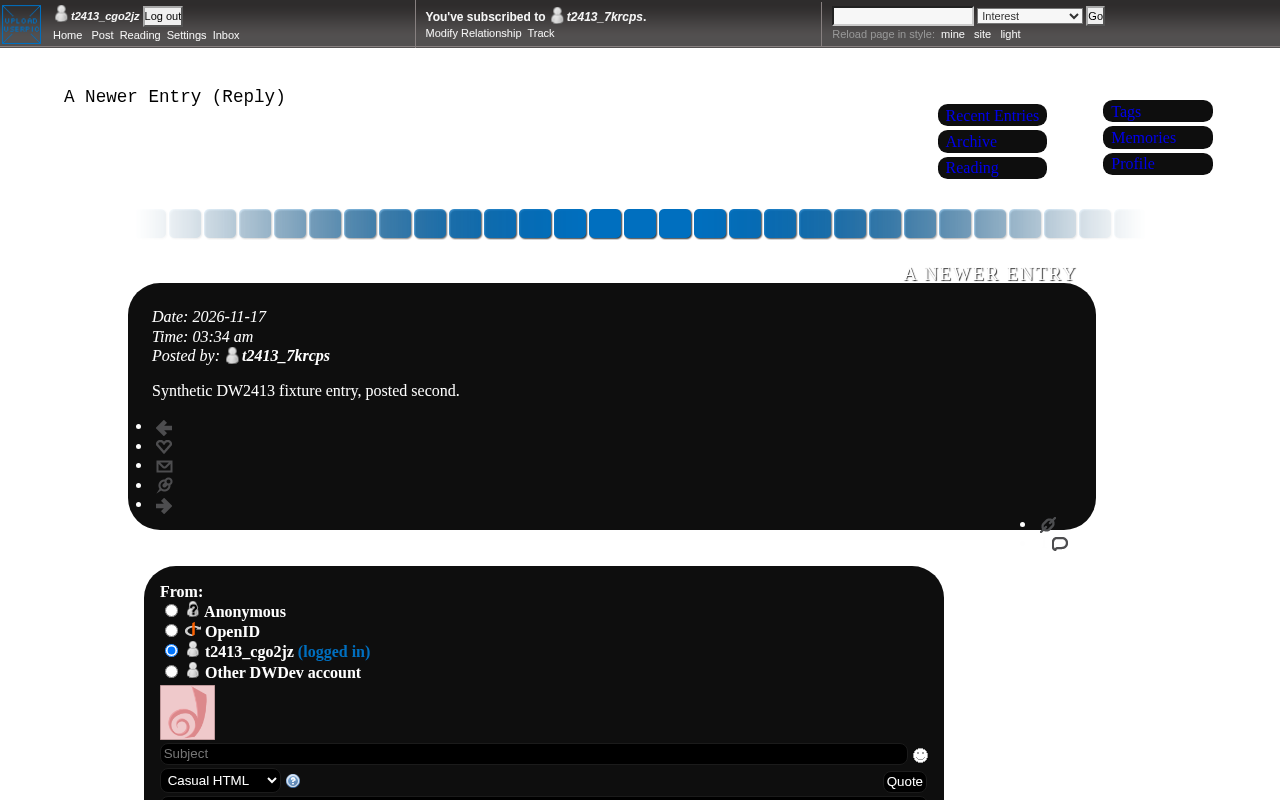 UPLOAD
USERPIC
t2413_cgo2jz Log out
Home Post Reading Settings Inbox
You've subscribed to t2413_7krcps.
Modify Relationship Track
Interest Go
Reload page in style: mine site light
A Newer Entry (Reply)
Recent Entries
Archive
Reading
Tags
Memories
Profile
A NEWER ENTRY
Date: 2026-11-17
Time: 03:34 am
Posted by: t2413_7krcps
Synthetic DW2413 fixture entry, posted second.
From:
Anonymous
OpenID
t2413_cgo2jz (logged in)
Other DWDev account
Subject
Casual HTML Quote